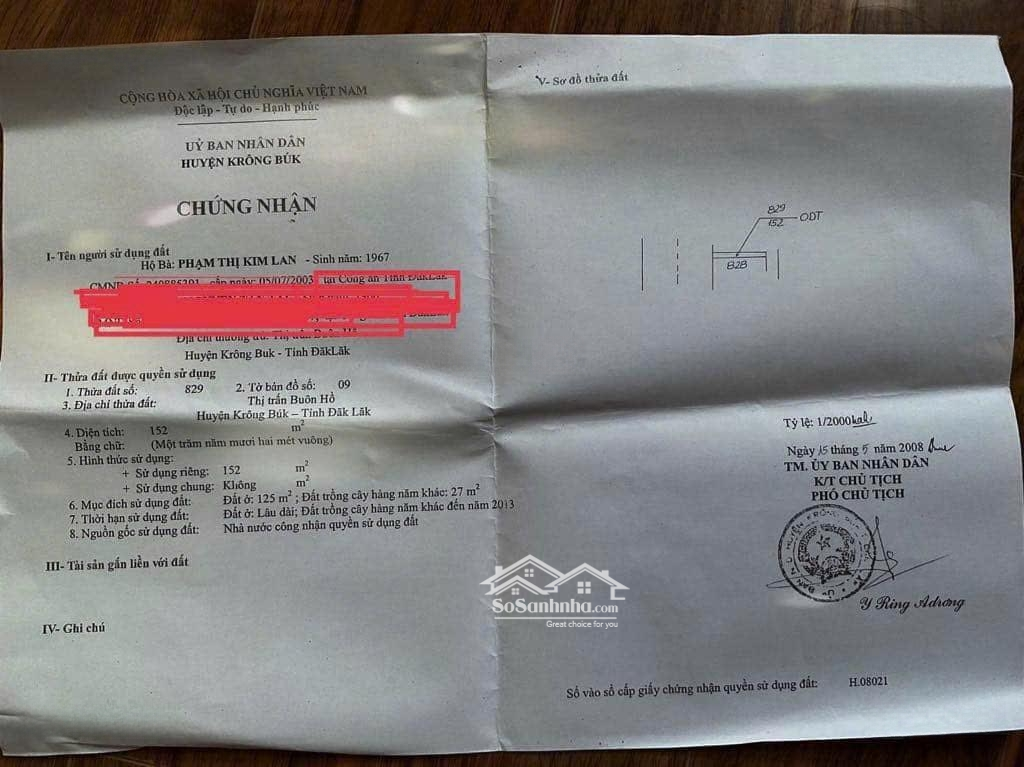 CỘNG HÒA XÃ HỘI CHỦ NGHĨA VIỆT NAM
Độc lập - Tự do - Hạnh phúc
UỶ BAN NHÂN DÂN
HUYỆN KRÔNG BÚK
CHỨNG NHẬN
I- Tên người sử dụng đất
Hộ Bà: PHẠM THỊ KIM LAN - Sinh năm: 1967
cấp ngày: 05/07/2003 tại Công an Tỉnh ĐăkLăk
Địa chỉ thường trú: Thị trấn Buôn Hồ
Huyện Krông Buk - Tỉnh ĐăkLăk
II- Thửa đất được quyền sử dụng
1. Thửa đất số: 829 2. Tờ bản đồ số: 09
3. Địa chỉ thửa đất: Thị trấn Buôn Hồ
Huyện Krông Búk – Tỉnh Đăk Lăk
4. Diện tích: 152 m²
Bằng chữ: (Một trăm năm mươi hai mét vuông)
5. Hình thức sử dụng:
+ Sử dụng riêng: 152 m²
+ Sử dụng chung: Không m²
6. Mục đích sử dụng đất: Đất ở: 125 m² ; Đất trồng cây hàng năm khác: 27 m²
7. Thời hạn sử dụng đất: Đất ở: Lâu dài; Đất trồng cây hàng năm khác đến năm 2013
8. Nguồn gốc sử dụng đất: Nhà nước công nhận quyền sử dụng đất
III- Tài sản gắn liền với đất
IV- Ghi chú
V- Sơ đồ thửa đất
829
152
ODT
828
Tỷ lệ: 1/2000
Ngày 15 tháng 5 năm 2008
TM. ỦY BAN NHÂN DÂN
K/T CHỦ TỊCH
PHÓ CHỦ TỊCH
Y Ring Adrơng
Số vào sổ cấp giấy chứng nhận quyền sử dụng đất: H.08021
SoSanhnha.com
Great choice for you